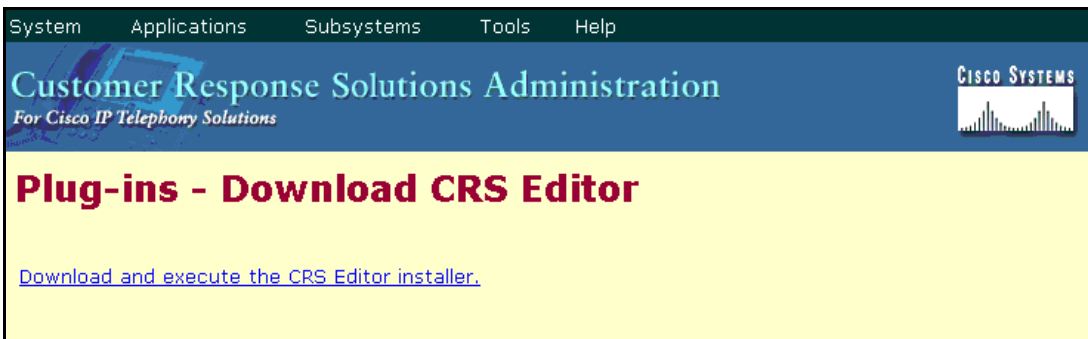 System Applications Subsystems Tools Help
Customer Response Solutions Administration
For Cisco IP Telephony Solutions
CISCO SYSTEMS
Plug-ins - Download CRS Editor
Download and execute the CRS Editor installer.